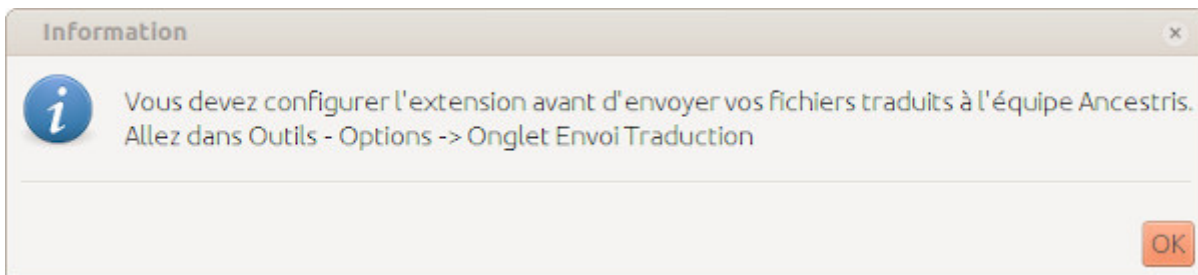 Information
Vous devez configurer l'extension avant d'envoyer vos fichiers traduits à l'équipe Ancestris.
Allez dans Outils - Options -> Onglet Envoi Traduction
OK